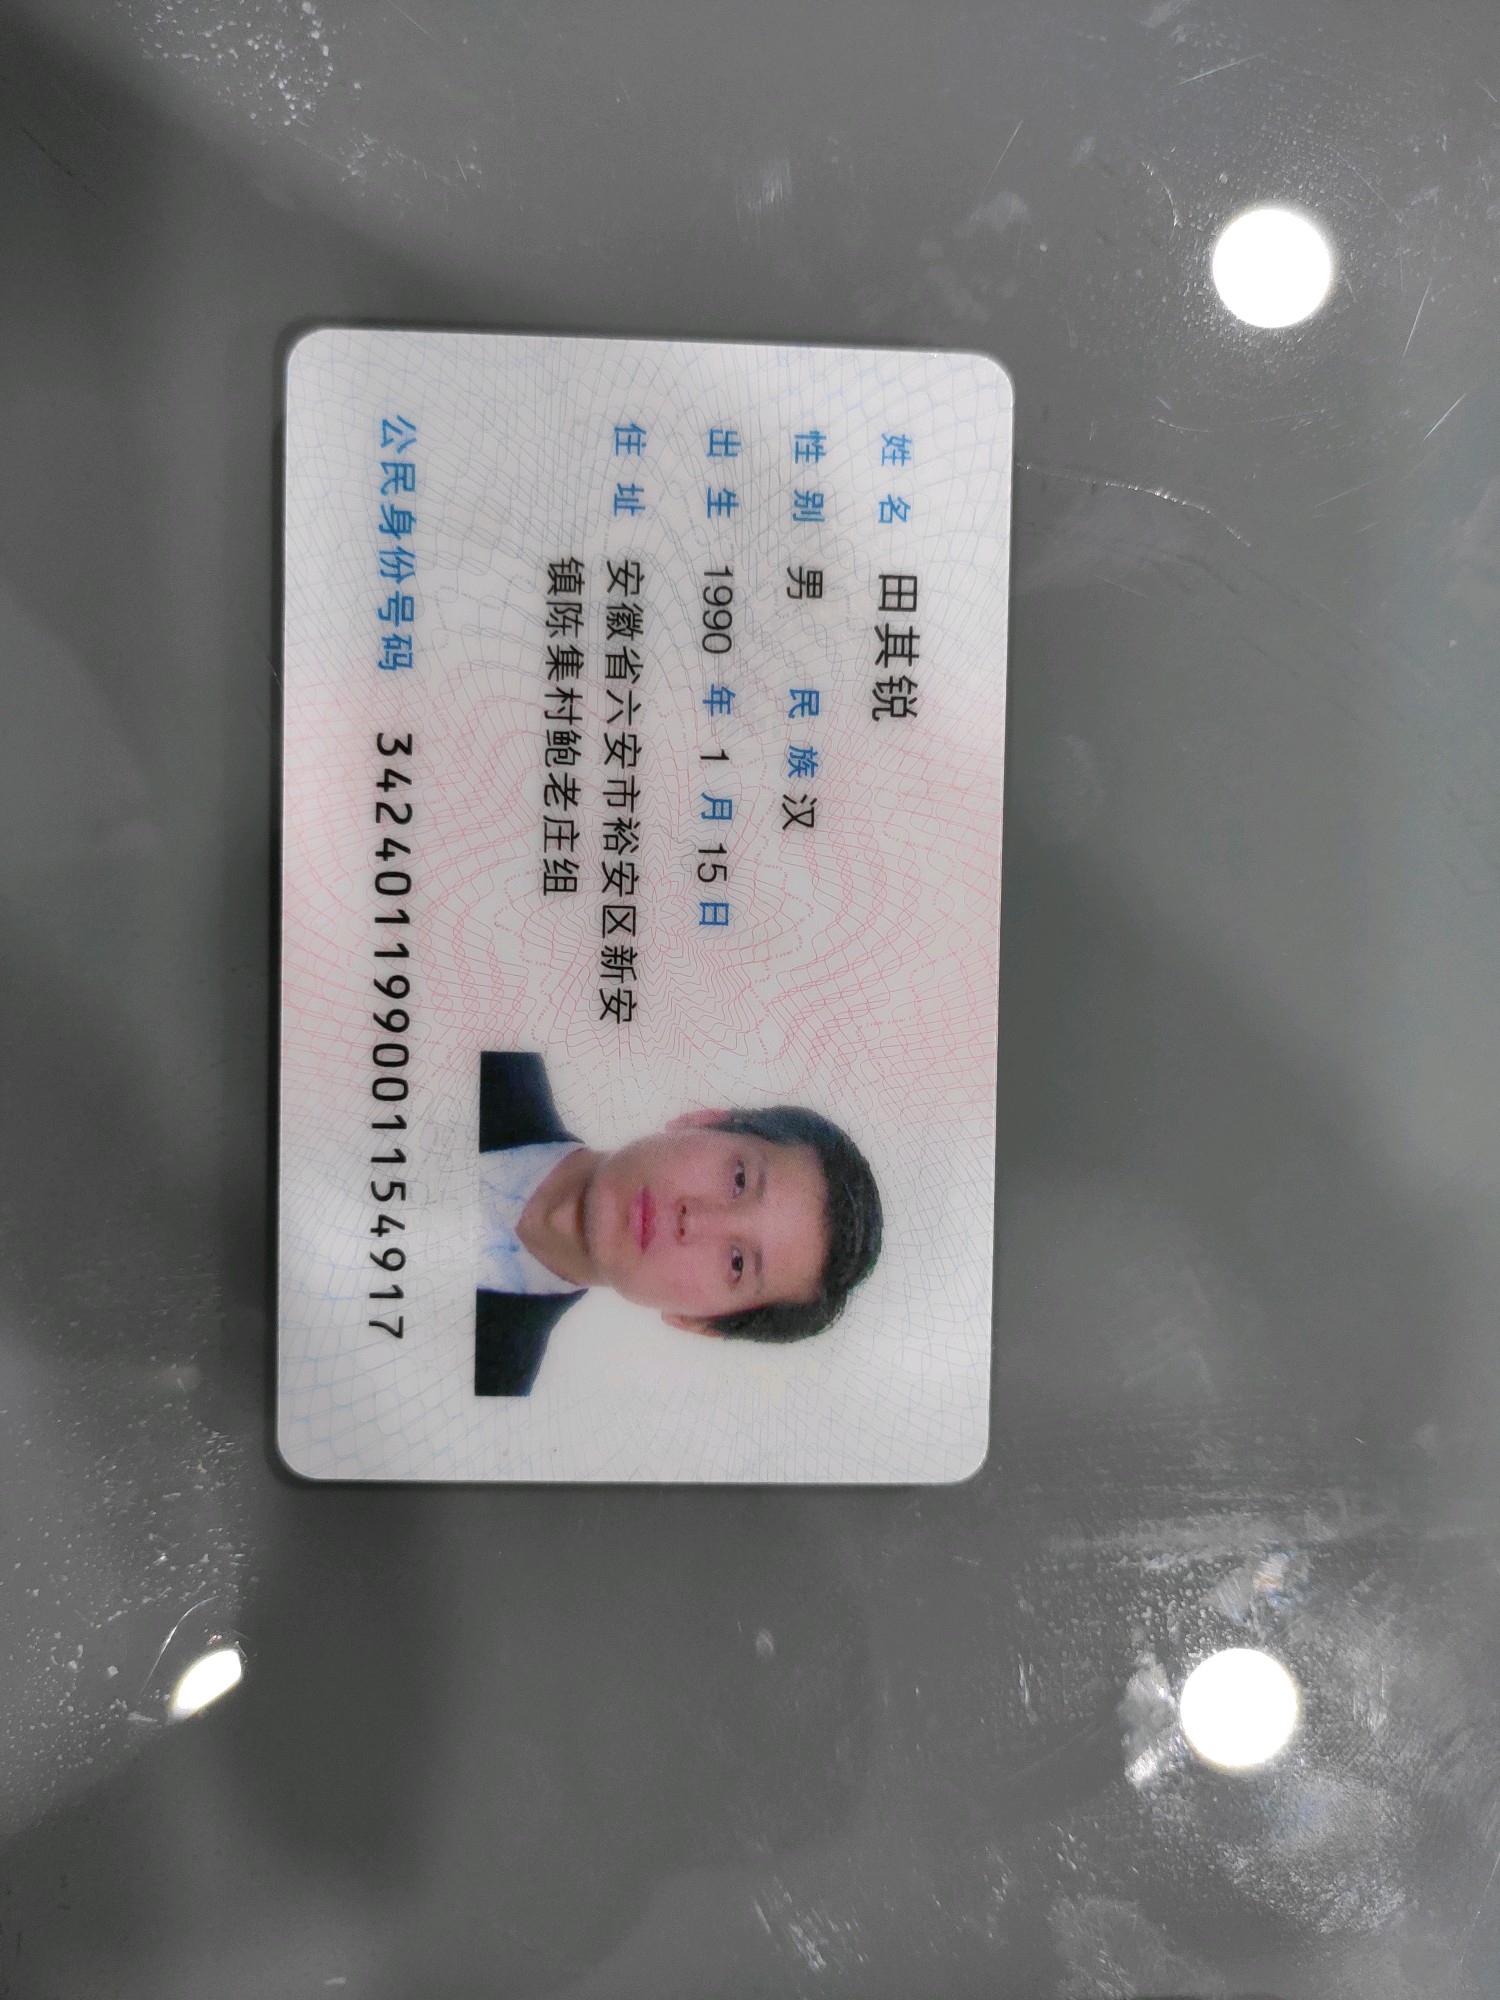 姓名 田其锐
性别 男 民族 汉
出生 1990 年 1 月 15 日
住址 安徽省六安市裕安区新安
镇陈集村鲍老庄组
公民身份号码 342401199001154917